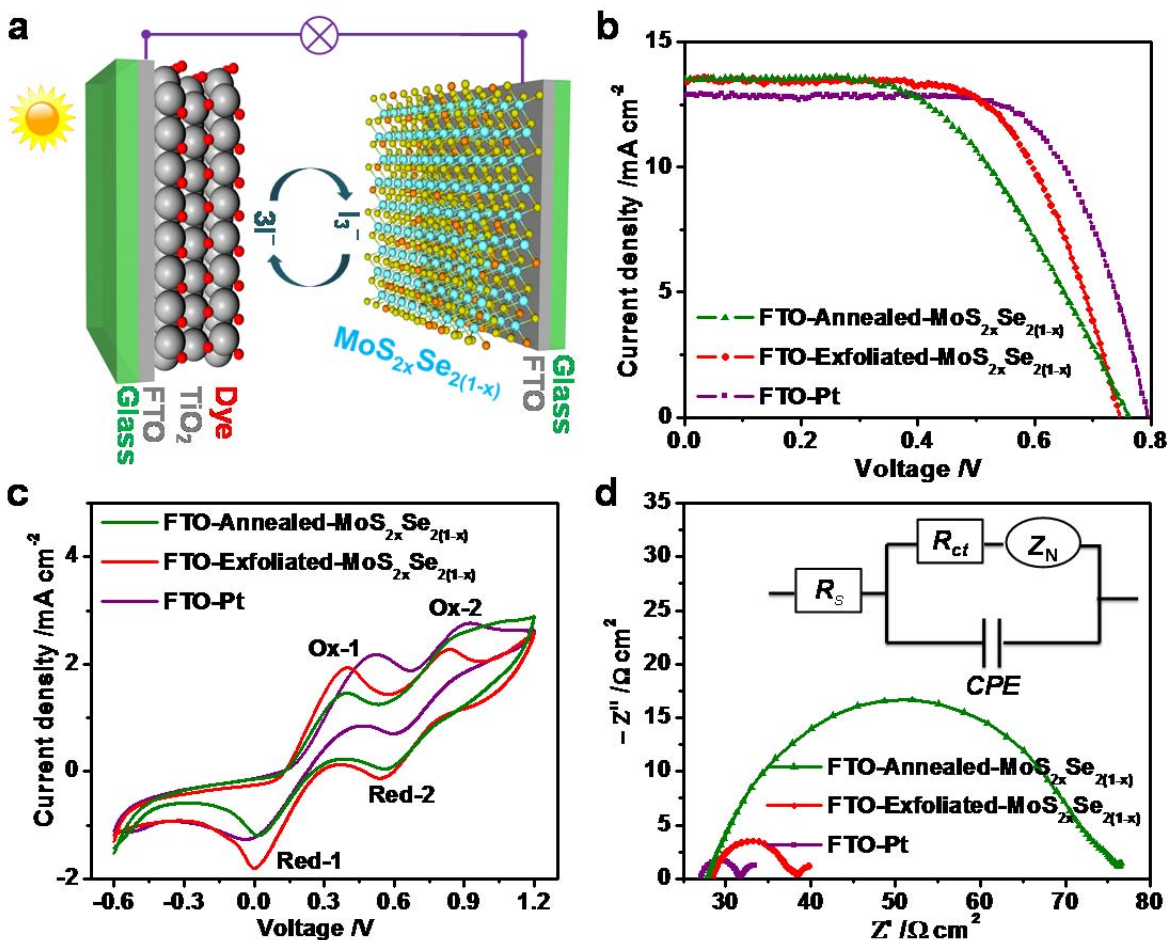 a
3I⁻
I₃⁻
MoS₂ₓSe₂₍₁₋ₓ₎
Glass
FTO
TiO₂
Dye
FTO
Glass
b
15
10
5
0
0.0 0.2 0.4 0.6 0.8
Current density /mA cm⁻²
Voltage /V
FTO-Annealed-MoS₂ₓSe₂₍₁₋ₓ₎
FTO-Exfoliated-MoS₂ₓSe₂₍₁₋ₓ₎
FTO-Pt
c
4
2
0
-2
-0.6 -0.3 0.0 0.3 0.6 0.9 1.2
Current density /mA cm⁻²
Voltage /V
FTO-Annealed-MoS₂ₓSe₂₍₁₋ₓ₎
FTO-Exfoliated-MoS₂ₓSe₂₍₁₋ₓ₎
FTO-Pt
Ox-1
Ox-2
Red-1
Red-2
d
35
30
25
20
15
10
5
0
30 40 50 60 70 80
− Z'' /Ω cm²
Z' /Ω cm²
Rₛ
R_ct
Z_N
CPE
FTO-Annealed-MoS₂ₓSe₂₍₁₋ₓ₎
FTO-Exfoliated-MoS₂ₓSe₂₍₁₋ₓ₎
FTO-Pt